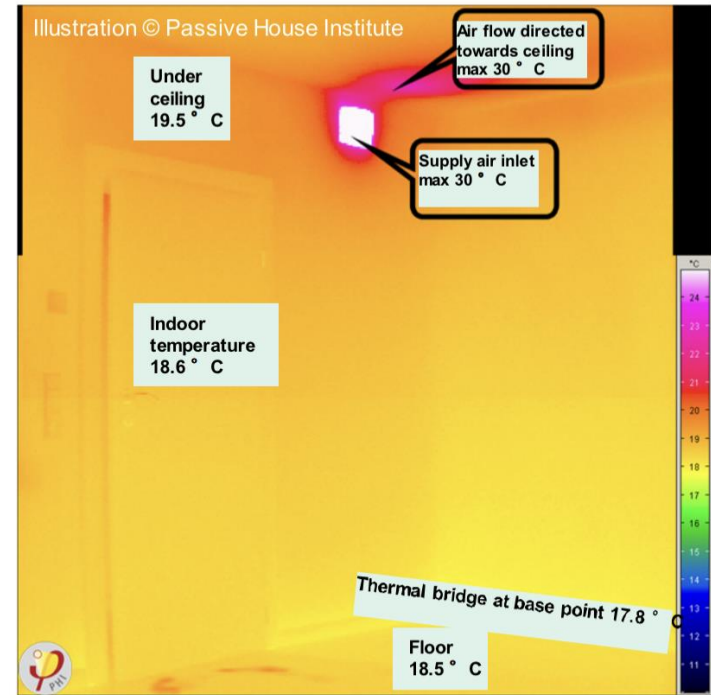 Illustration © Passive House Institute
Air flow directed
towards ceiling
max 30 ° C
Under
ceiling
19.5 ° C
Supply air inlet
max 30 ° C
°C
24
23
22
21
20
19
18
17
16
15
14
13
12
11
Indoor
temperature
18.6 ° C
Thermal bridge at base point 17.8 ° C
Floor
18.5 ° C
PHI